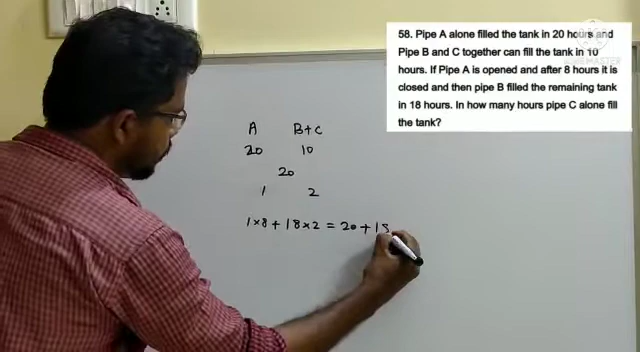 58. Pipe A alone filled the tank in 20 hours and
Pipe B and C together can fill the tank in 10
hours. If Pipe A is opened and after 8 hours it is
closed and then pipe B filled the remaining tank
in 18 hours. In how many hours pipe C alone fill
the tank?
A B+C
20 10
20
1 2
1×8 + 18×2 = 20 + 18